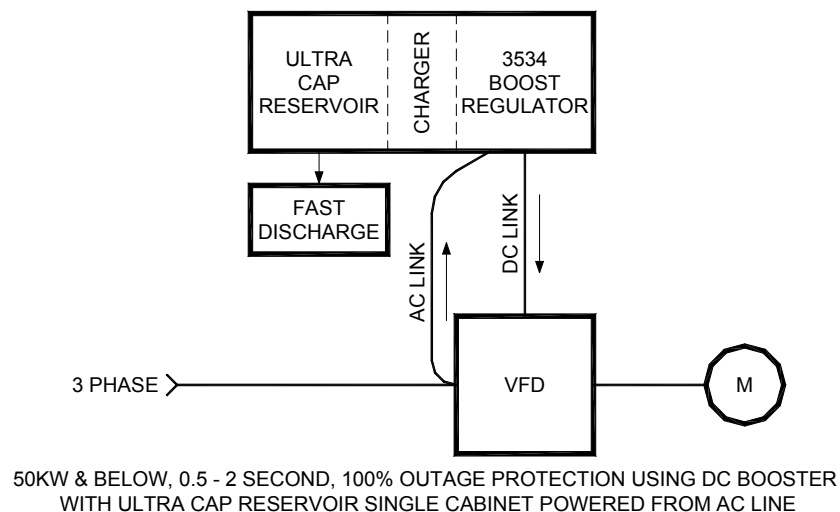 ULTRA
CAP
RESERVOIR
CHARGER
3534
BOOST
REGULATOR
FAST
DISCHARGE
AC LINK
DC LINK
3 PHASE
VFD
M
50KW & BELOW, 0.5 - 2 SECOND, 100% OUTAGE PROTECTION USING DC BOOSTER
WITH ULTRA CAP RESERVOIR SINGLE CABINET POWERED FROM AC LINE